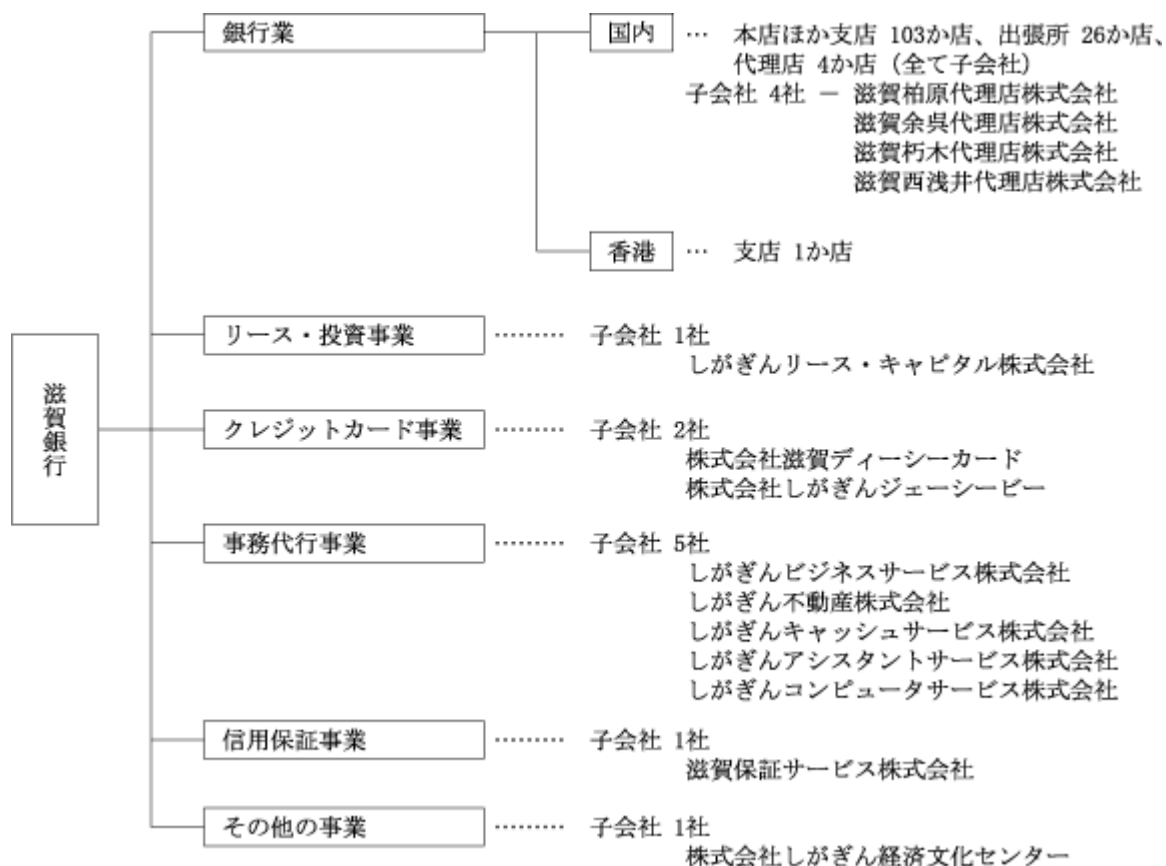 滋賀銀行
銀行業
国内 … 本店ほか支店 103か店、出張所 26か店、
代理店 4か店（全て子会社）
子会社 4社 － 滋賀柏原代理店株式会社
滋賀余呉代理店株式会社
滋賀朽木代理店株式会社
滋賀西浅井代理店株式会社
香港 … 支店 1か店
リース・投資事業 ……… 子会社 1社
しがぎんリース・キャピタル株式会社
クレジットカード事業 ……… 子会社 2社
株式会社滋賀ディーシーカード
株式会社しがぎんジェーシービー
事務代行事業 ……… 子会社 5社
しがぎんビジネスサービス株式会社
しがぎん不動産株式会社
しがぎんキャッシュサービス株式会社
しがぎんアシスタントサービス株式会社
しがぎんコンピュータサービス株式会社
信用保証事業 ……… 子会社 1社
滋賀保証サービス株式会社
その他の事業 ……… 子会社 1社
株式会社しがぎん経済文化センター